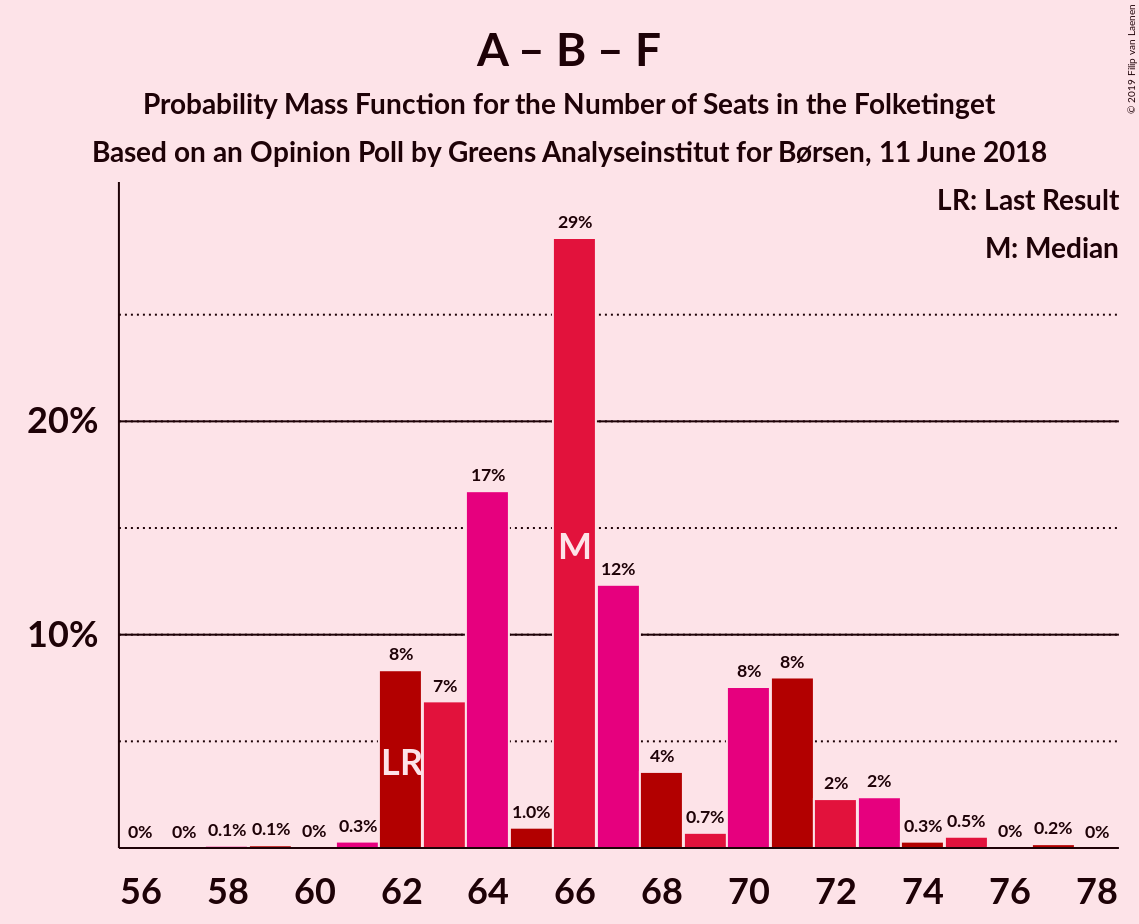 A – B – F
Probability Mass Function for the Number of Seats in the Folketinget
Based on an Opinion Poll by Greens Analyseinstitut for Børsen, 11 June 2018
© 2019 Filip van Laenen
LR: Last Result
M: Median
20%
10%
0% 0% 0.1% 0.1% 0% 0.3% 8% 7% 17% 1.0% 29% 12% 4% 0.7% 8% 8% 2% 2% 0.3% 0.5% 0% 0.2% 0%
LR M
56 58 60 62 64 66 68 70 72 74 76 78